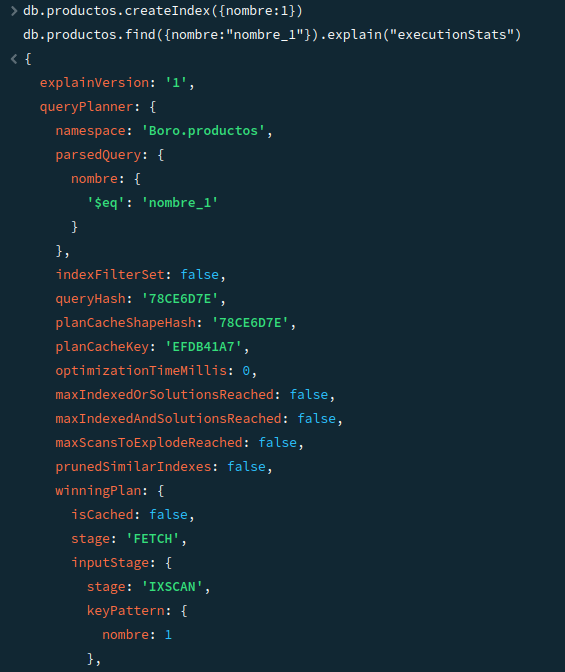 > db.productos.createIndex({nombre:1})
db.productos.find({nombre:"nombre_1"}).explain("executionStats")
< {
explainVersion: '1',
queryPlanner: {
namespace: 'Boro.productos',
parsedQuery: {
nombre: {
'$eq': 'nombre_1'
}
},
indexFilterSet: false,
queryHash: '78CE6D7E',
planCacheShapeHash: '78CE6D7E',
planCacheKey: 'EFDB41A7',
optimizationTimeMillis: 0,
maxIndexedOrSolutionsReached: false,
maxIndexedAndSolutionsReached: false,
maxScansToExplodeReached: false,
prunedSimilarIndexes: false,
winningPlan: {
isCached: false,
stage: 'FETCH',
inputStage: {
stage: 'IXSCAN',
keyPattern: {
nombre: 1
},